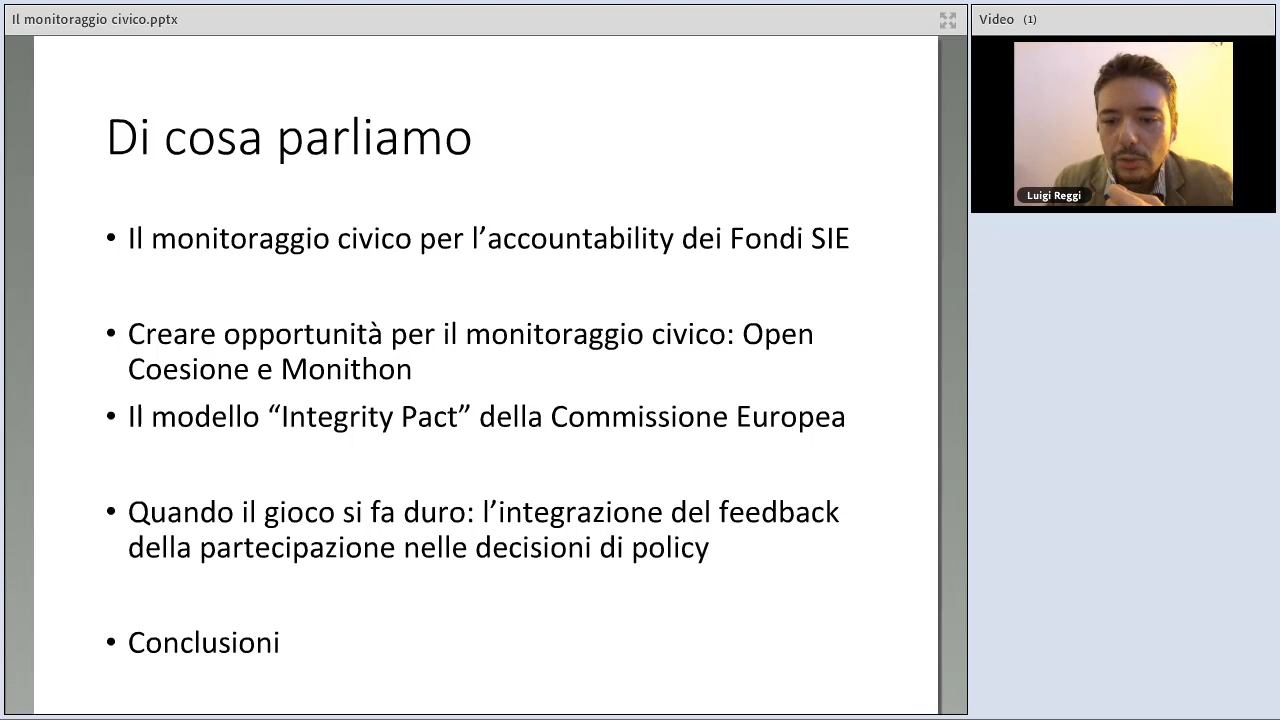 Il monitoraggio civico.pptx
Video (1)
Luigi Reggi
Di cosa parliamo
• Il monitoraggio civico per l’accountability dei Fondi SIE
• Creare opportunità per il monitoraggio civico: Open
Coesione e Monithon
• Il modello “Integrity Pact” della Commissione Europea
• Quando il gioco si fa duro: l’integrazione del feedback
della partecipazione nelle decisioni di policy
• Conclusioni